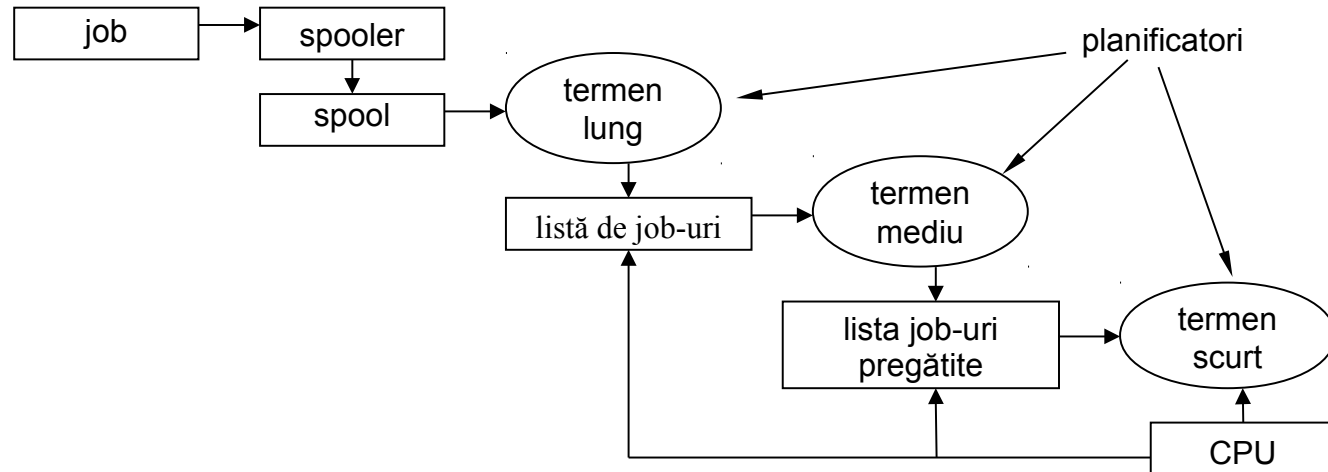 job
spooler
planificatori
spool
termen
lung
termen
mediu
listă de job-uri
termen
scurt
lista job-uri
pregătite
CPU